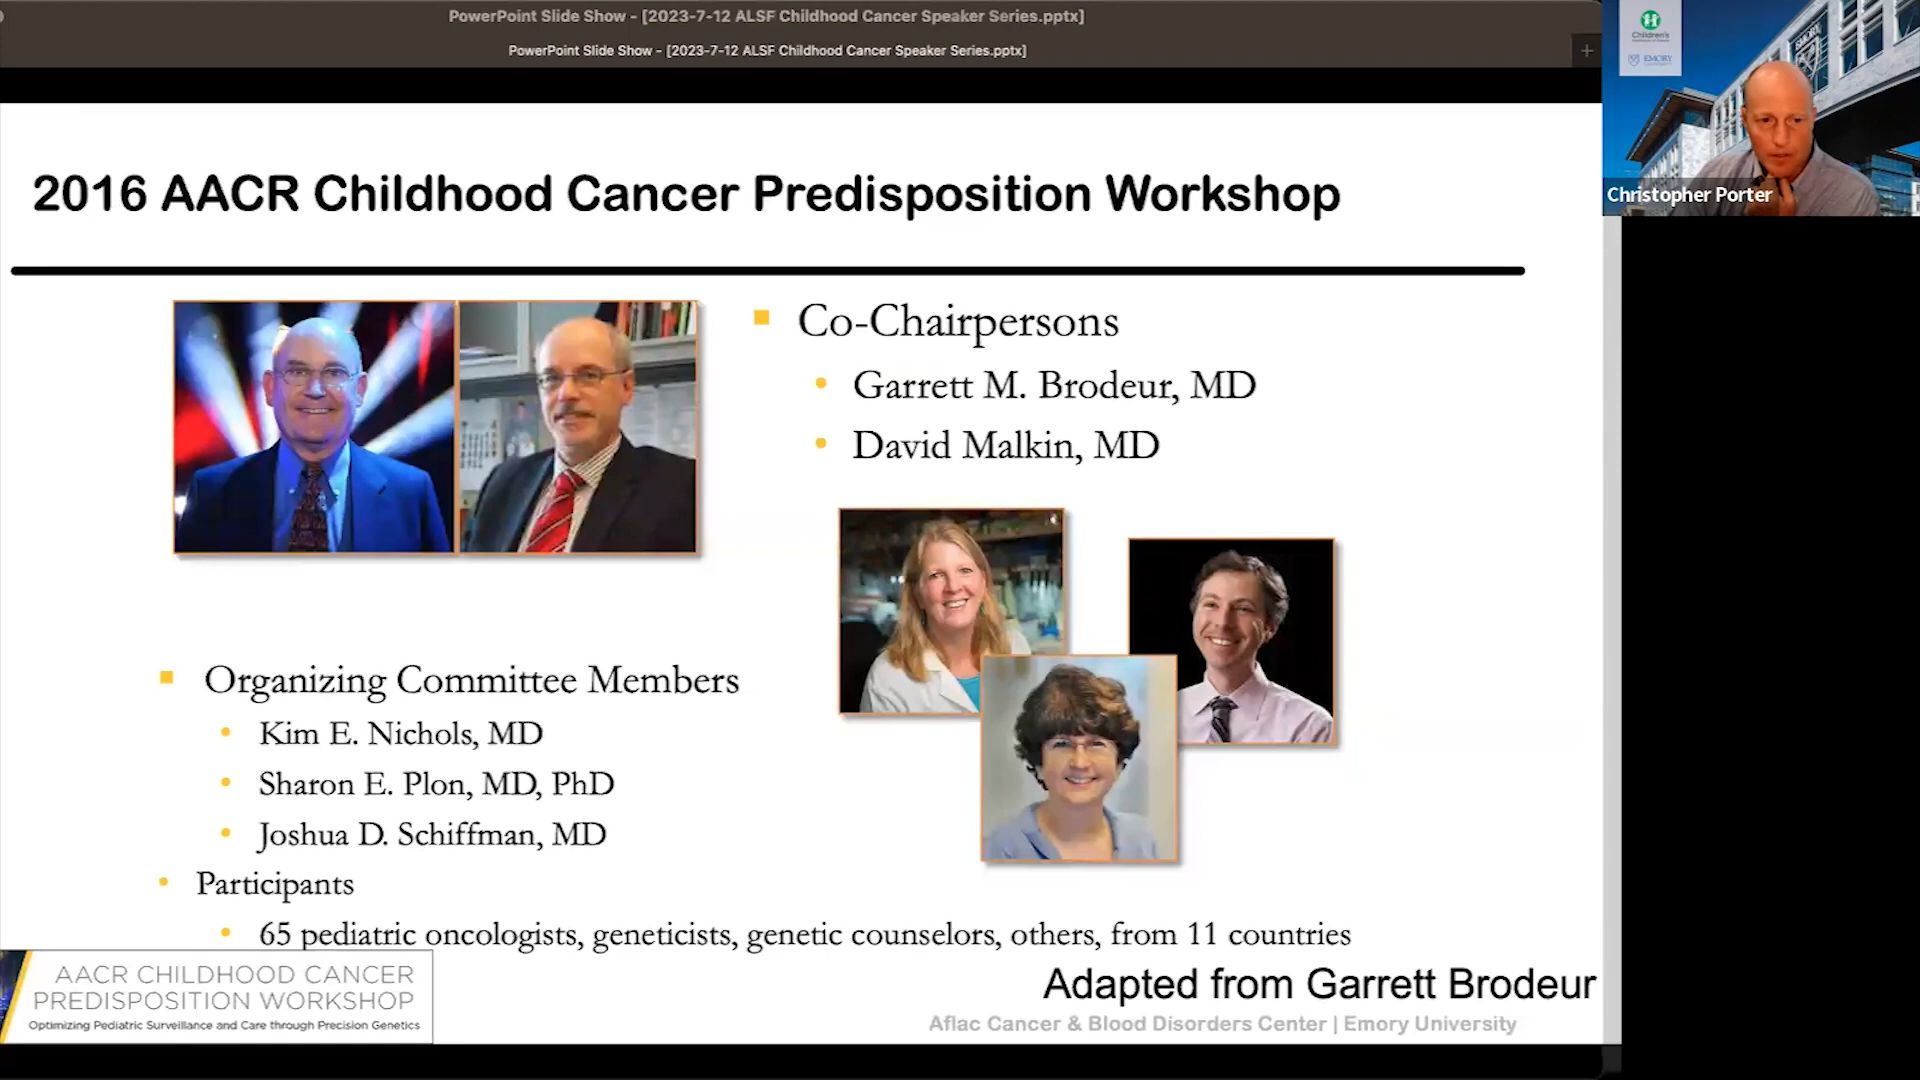 PowerPoint Slide Show - [2023-7-12 ALSF Childhood Cancer Speaker Series.pptx]
PowerPoint Slide Show - [2023-7-12 ALSF Childhood Cancer Speaker Series.pptx]
+
Children's
EMORY
EMORY
Christopher Porter
2016 AACR Childhood Cancer Predisposition Workshop
Co-Chairpersons
Garrett M. Brodeur, MD
David Malkin, MD
Organizing Committee Members
Kim E. Nichols, MD
Sharon E. Plon, MD, PhD
Joshua D. Schiffman, MD
Participants
65 pediatric oncologists, geneticists, genetic counselors, others, from 11 countries
AACR CHILDHOOD CANCER
PREDISPOSITION WORKSHOP
Optimizing Pediatric Surveillance and Care through Precision Genetics
Adapted from Garrett Brodeur
Aflac Cancer & Blood Disorders Center | Emory University